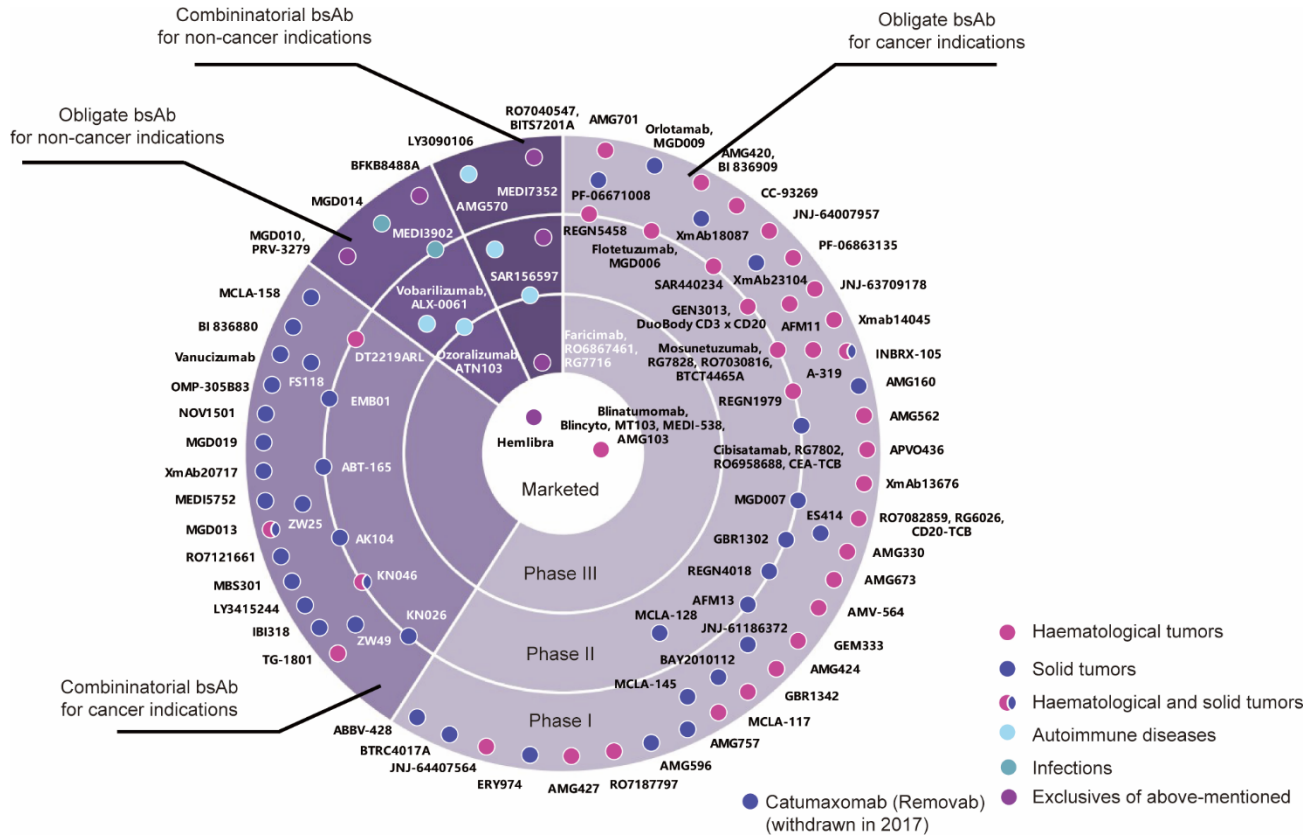 Combininatorial bsAb
for non-cancer indications
Obligate bsAb
for cancer indications
Obligate bsAb
for non-cancer indications
Combininatorial bsAb
for cancer indications
RO7040547,
BITS7201A
LY3090106
BFKB8488A
MGD014
MGD010,
PRV-3279
MEDI7352
AMG570
MEDI3902
SAR156597
Vobarilizumab,
ALX-0061
Ozoralizumab
ATN103
Faricimab,
RO6867461,
RG7716
AMG701
Orlotamab,
MGD009
AMG420,
BI 836909
CC-93269
JNJ-64007957
PF-06863135
JNJ-63709178
Xmab14045
INBRX-105
AMG160
AMG562
APVO436
XmAb13676
RO7082859, RG6026,
CD20-TCB
AMG330
AMG673
AMV-564
GEM333
AMG424
GBR1342
MCLA-117
AMG757
AMG596
RO7187797
AMG427
ERY974
JNJ-64407564
BTRC4017A
ABBV-428
PF-06671008
REGN5458
XmAb18087
Flotetuzumab,
MGD006
XmAb23104
SAR440234
GEN3013,
DuoBody CD3 x CD20
AFM11
Mosunetuzumab,
RG7828, RO7030816,
BTCT4465A
A-319
REGN1979
Cibisatamab, RG7802,
RO6958688, CEA-TCB
MGD007
ES414
GBR1302
REGN4018
AFM13
MCLA-128
JNJ-61186372
BAY2010112
MCLA-145
MCLA-158
BI 836880
Vanucizumab
OMP-305B83
NOV1501
MGD019
XmAb20717
MEDI5752
MGD013
RO7121661
MBS301
LY3415244
IBI318
TG-1801
DT2219ARL
FS118
EMB01
ABT-165
ZW25
AK104
KN046
ZW49
KN026
Hemlibra
Blinatumomab,
Blincyto, MT103, MEDI-538,
AMG103
Marketed
Phase III
Phase II
Phase I
Haematological tumors
Solid tumors
Haematological and solid tumors
Autoimmune diseases
Infections
Exclusives of above-mentioned
Catumaxomab (Removab)
(withdrawn in 2017)